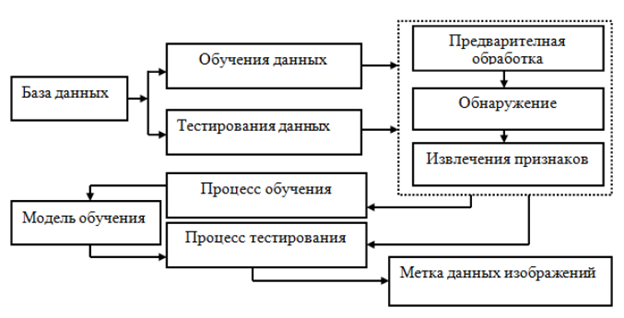 Предварителная
обработка
Обучения данных
База данных
Обнаружение
Тестирования данных
Извлечения признаков
Процесс обучения
Модель обучения
Процесс тестирования
Метка данных изображений